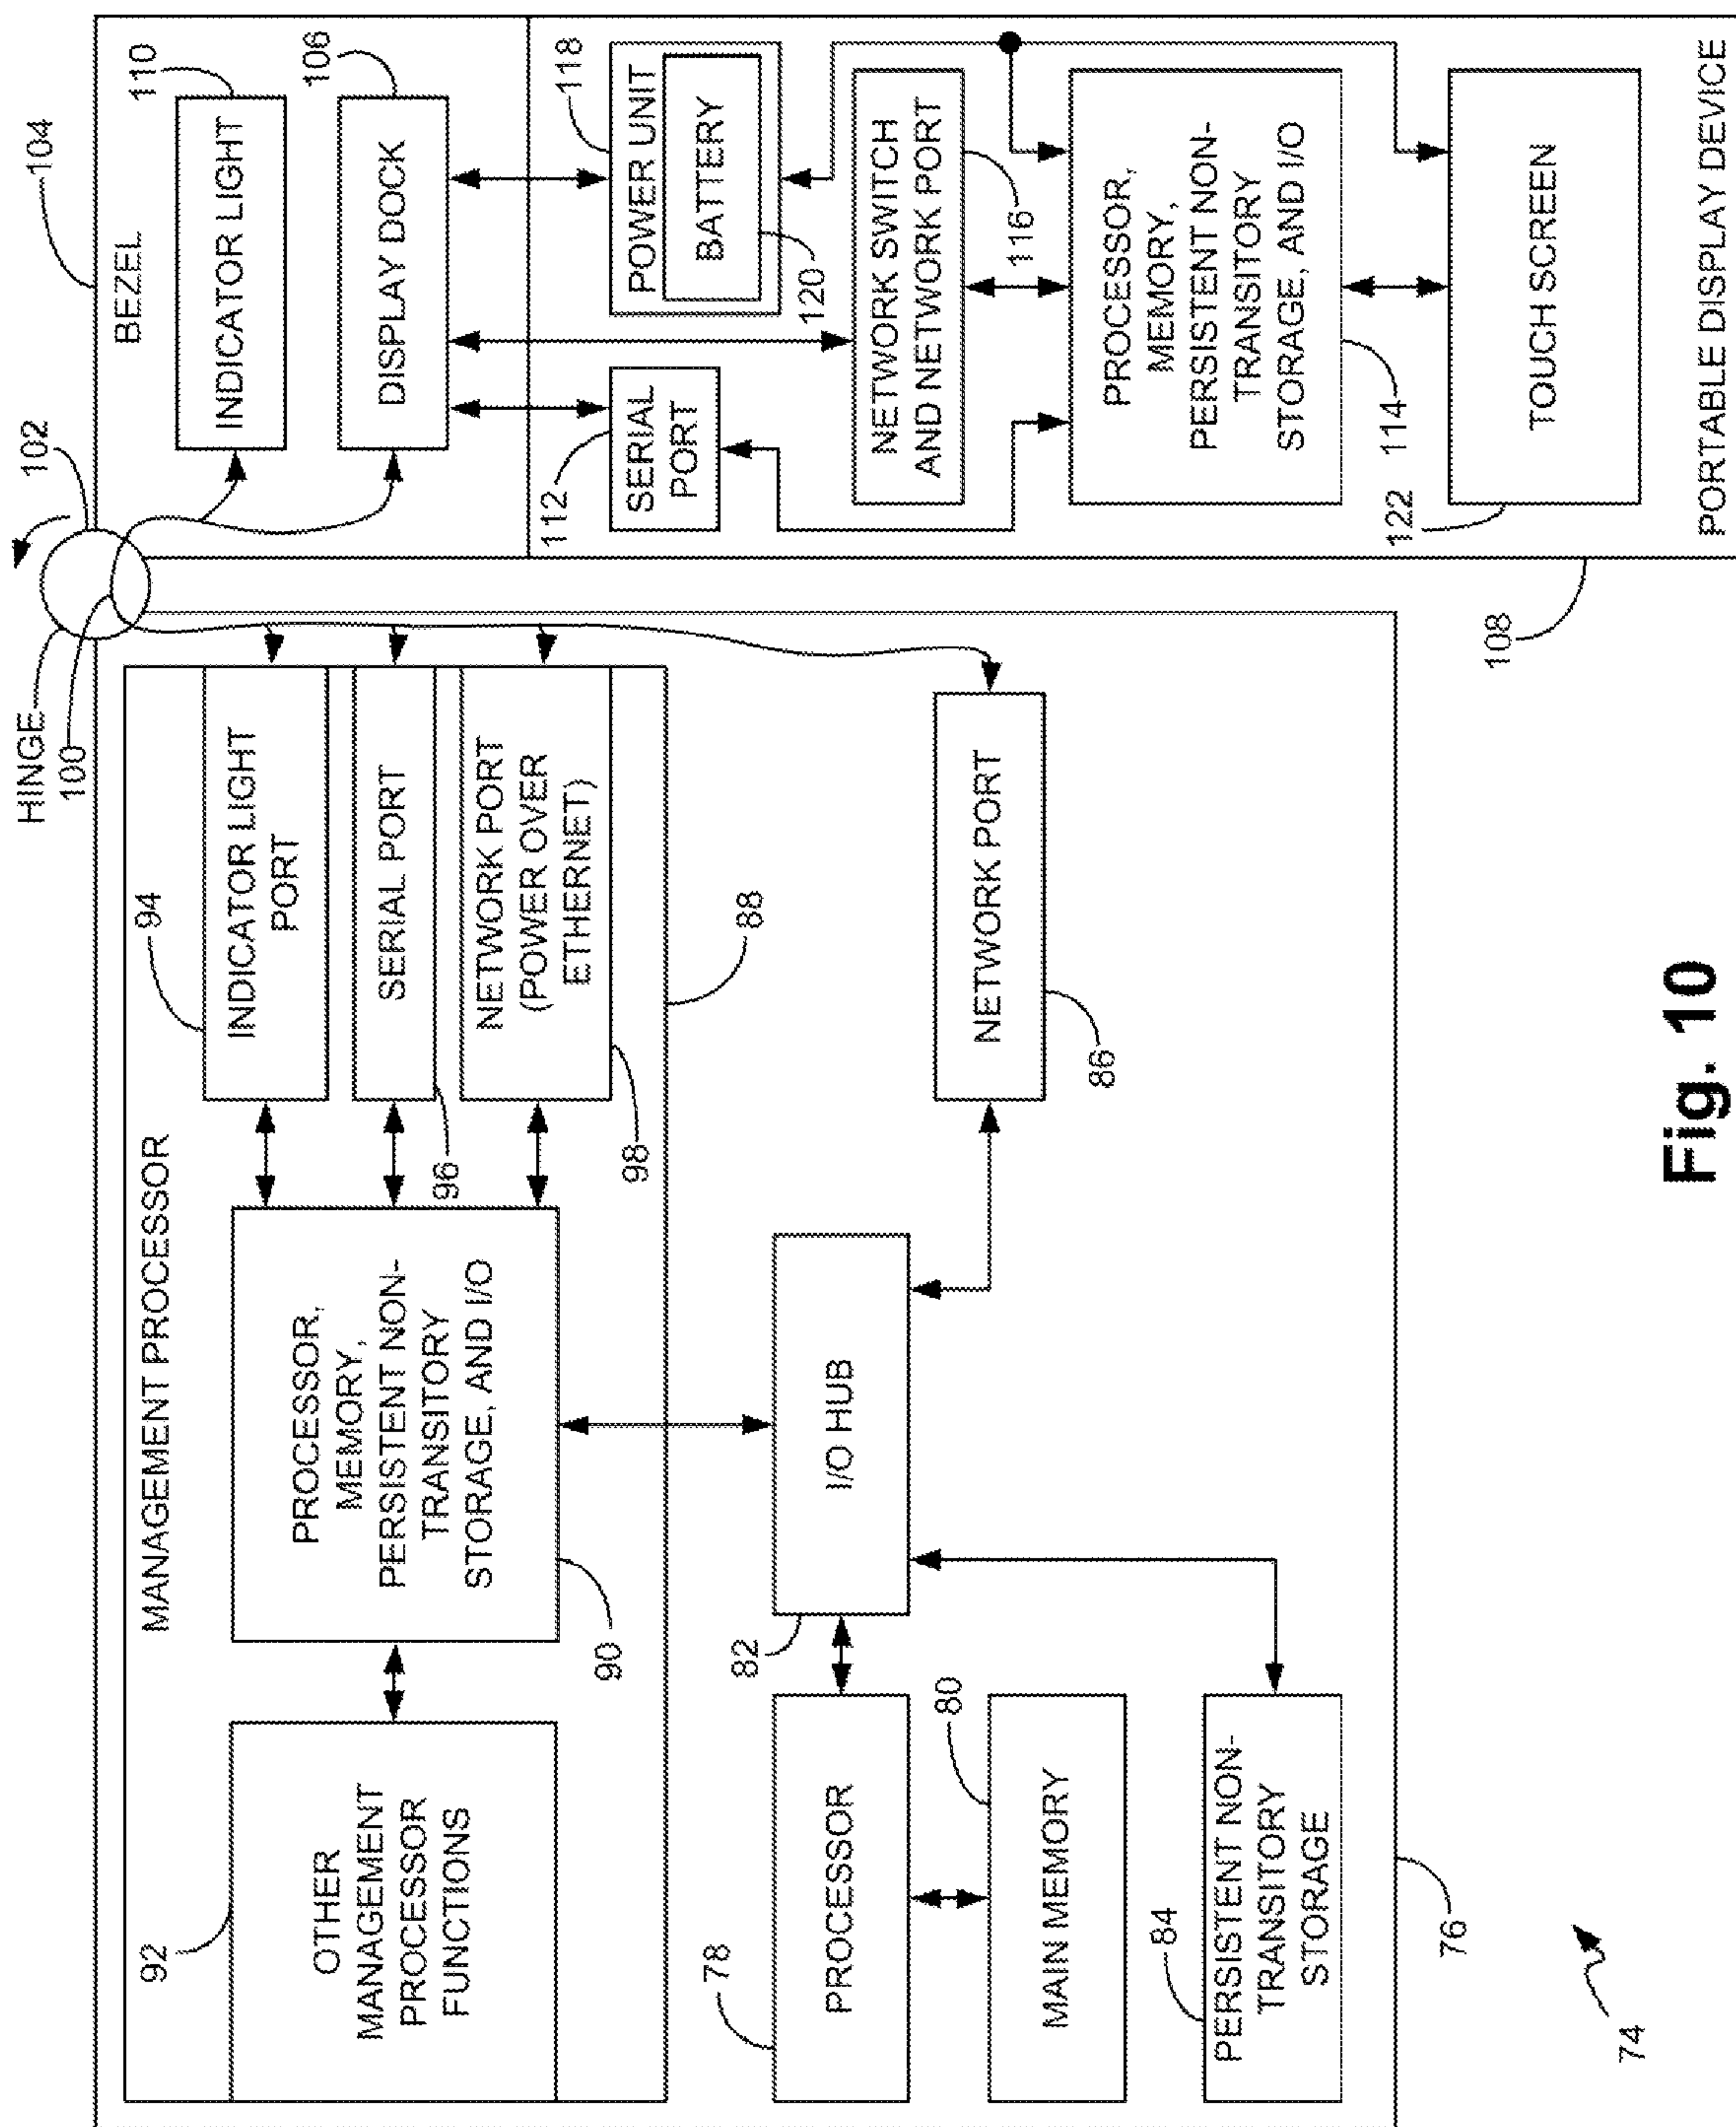 74
76
MANAGEMENT PROCESSOR
88
92
OTHER
MANAGEMENT
PROCESSOR
FUNCTIONS
90
PROCESSOR,
MEMORY,
PERSISTENT NON-
TRANSITORY
STORAGE, AND I/O
94
INDICATOR LIGHT
PORT
96
SERIAL PORT
98
NETWORK PORT
(POWER OVER
ETHERNET)
78
PROCESSOR
80
MAIN MEMORY
84
PERSISTENT NON-
TRANSITORY
STORAGE
82
I/O HUB
86
NETWORK PORT
HINGE
100
102
104
BEZEL
110
INDICATOR LIGHT
106
DISPLAY DOCK
112
SERIAL
PORT
118
POWER UNIT
BATTERY
120
NETWORK SWITCH
AND NETWORK PORT
116
PROCESSOR,
MEMORY,
PERSISTENT NON-
TRANSITORY
STORAGE, AND I/O
114
122
TOUCH SCREEN
108
PORTABLE DISPLAY DEVICE
Fig. 10